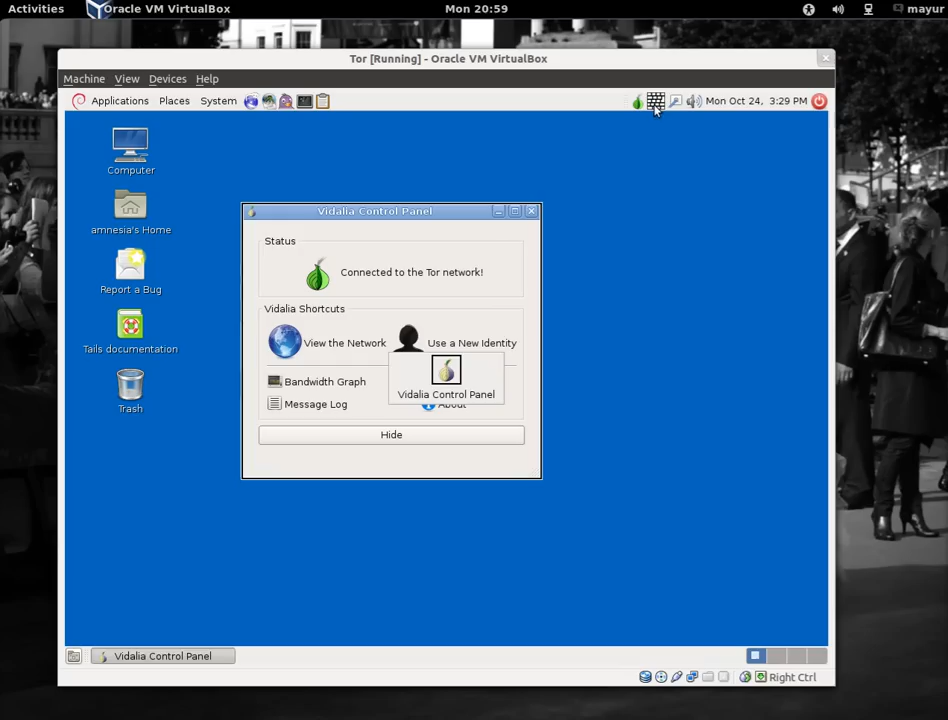 Activities Oracle VM VirtualBox Mon 20:59 mayur
Tor [Running] - Oracle VM VirtualBox
Machine View Devices Help
Applications Places System Mon Oct 24, 3:29 PM
Computer
amnesia's Home
Report a Bug
Tails documentation
Trash
Vidalia Control Panel
Status
Connected to the Tor network!
Vidalia Shortcuts
View the Network Use a New Identity
Bandwidth Graph
Vidalia Control Panel
Message Log About
Hide
Vidalia Control Panel
Right Ctrl